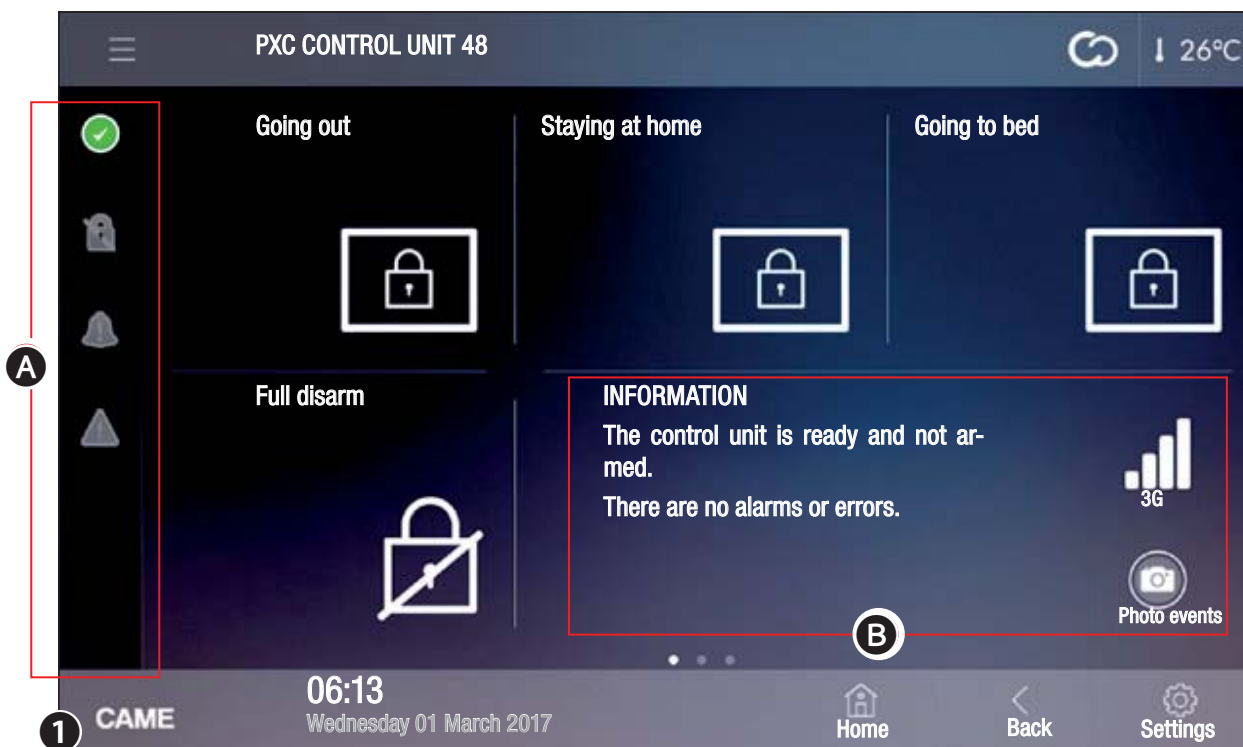 PXC CONTROL UNIT 48
26°C
Going out
Staying at home
Going to bed
A
Full disarm
INFORMATION
The control unit is ready and not ar-
med.
There are no alarms or errors.
3G
Photo events
B
1
CAME
06:13
Wednesday 01 March 2017
Home
Back
Settings